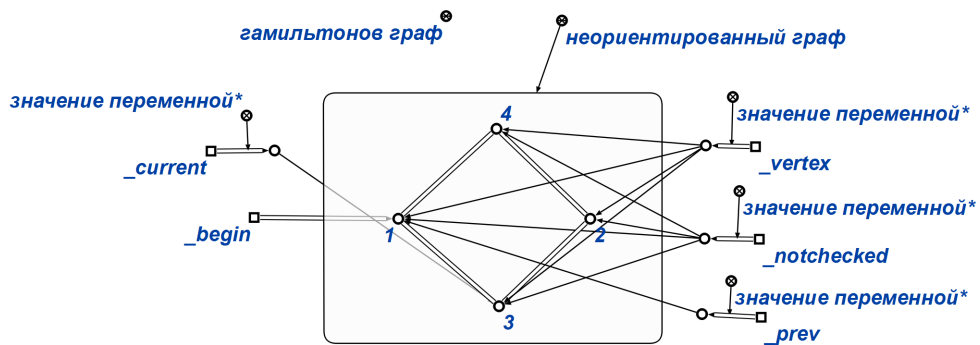 гамильтонов граф
неориентированный граф
значение переменной*
значение переменной*
4
_current
_vertex
значение переменной*
_begin
1
2
_notchecked
значение переменной*
3
_prev